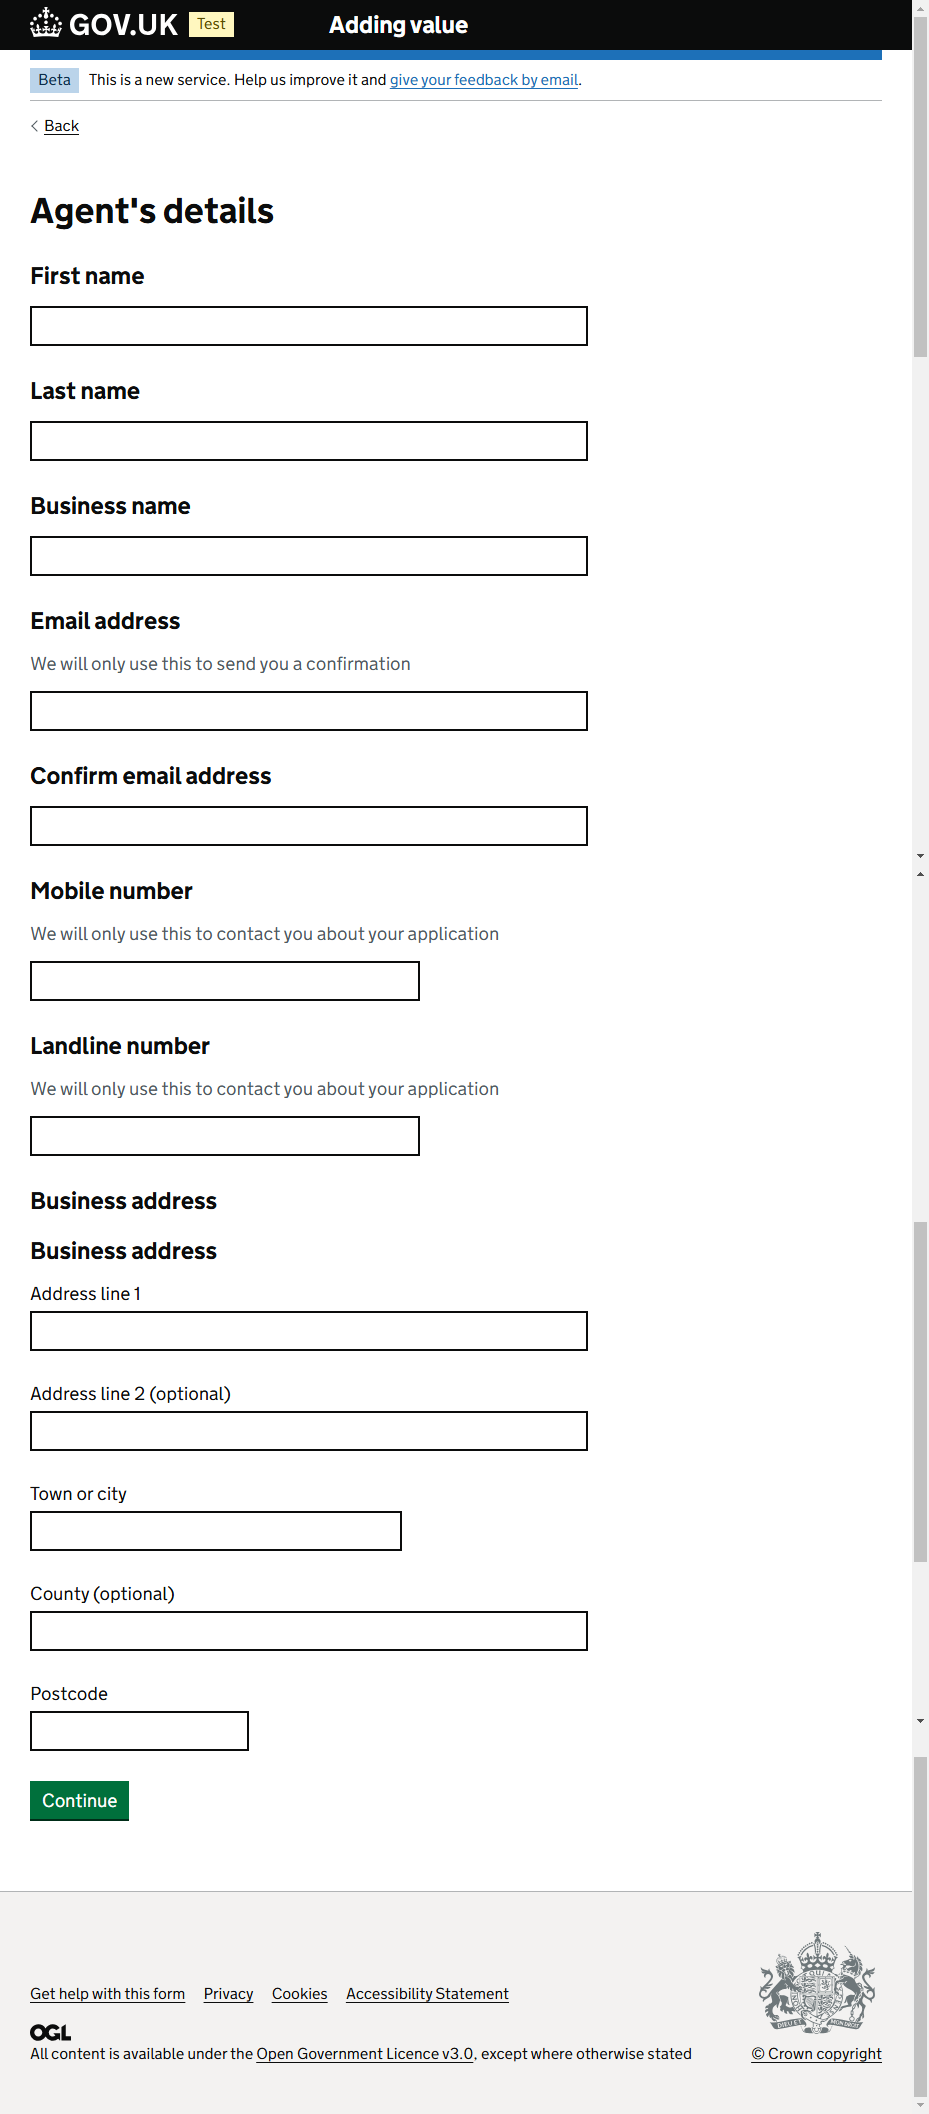 GOV.UK Test Adding value
Beta This is a new service. Help us improve it and give your feedback by email.
Back
Agent's details
First name
Last name
Business name
Email address
We will only use this to send you a confirmation
Confirm email address
Mobile number
We will only use this to contact you about your application
Landline number
We will only use this to contact you about your application
Business address
Business address
Address line 1
Address line 2 (optional)
Town or city
County (optional)
Postcode
Continue
Get help with this form Privacy Cookies Accessibility Statement
OGL
All content is available under the Open Government Licence v3.0, except where otherwise stated
© Crown copyright